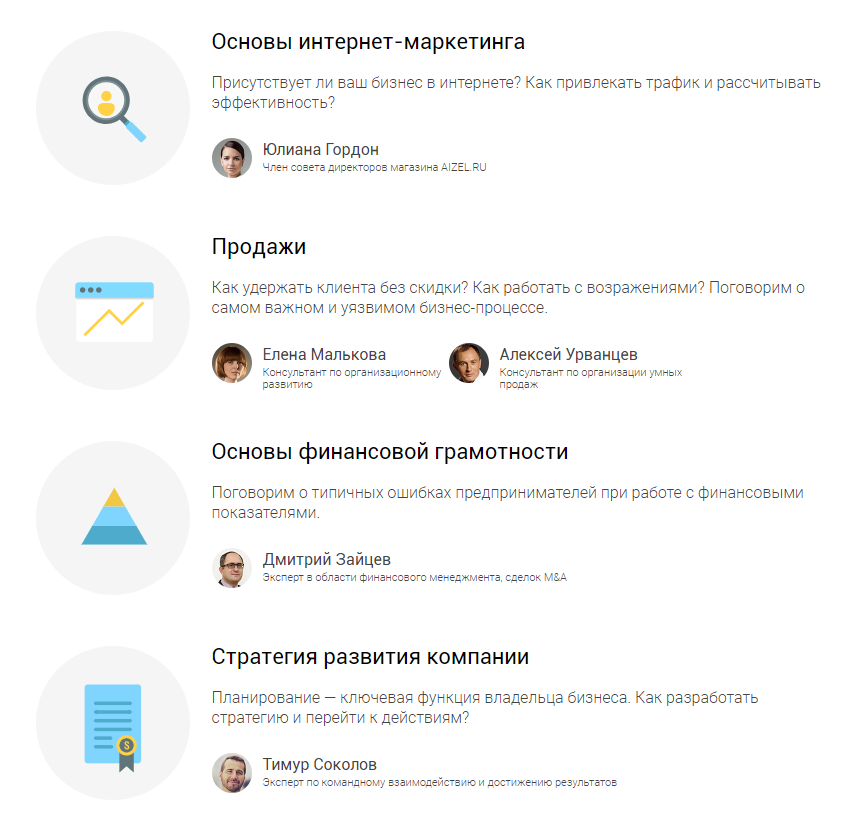 Основы интернет-маркетинга
Присутствует ли ваш бизнес в интернете? Как привлекать трафик и рассчитывать
эффективность?
Юлиана Гордон
Член совета директоров магазина AIZEL.RU
Продажи
Как удержать клиента без скидки? Как работать с возражениями? Поговорим о
самом важном и уязвимом бизнес-процессе.
Елена Малькова
Консультант по организационному
развитию
Алексей Урванцев
Консультант по организации умных
продаж
Основы финансовой грамотности
Поговорим о типичных ошибках предпринимателей при работе с финансовыми
показателями.
Дмитрий Зайцев
Эксперт в области финансового менеджмента, сделок M&A
Стратегия развития компании
Планирование — ключевая функция владельца бизнеса. Как разработать
стратегию и перейти к действиям?
$
Тимур Соколов
Эксперт по командному взаимодействию и достижению результатов